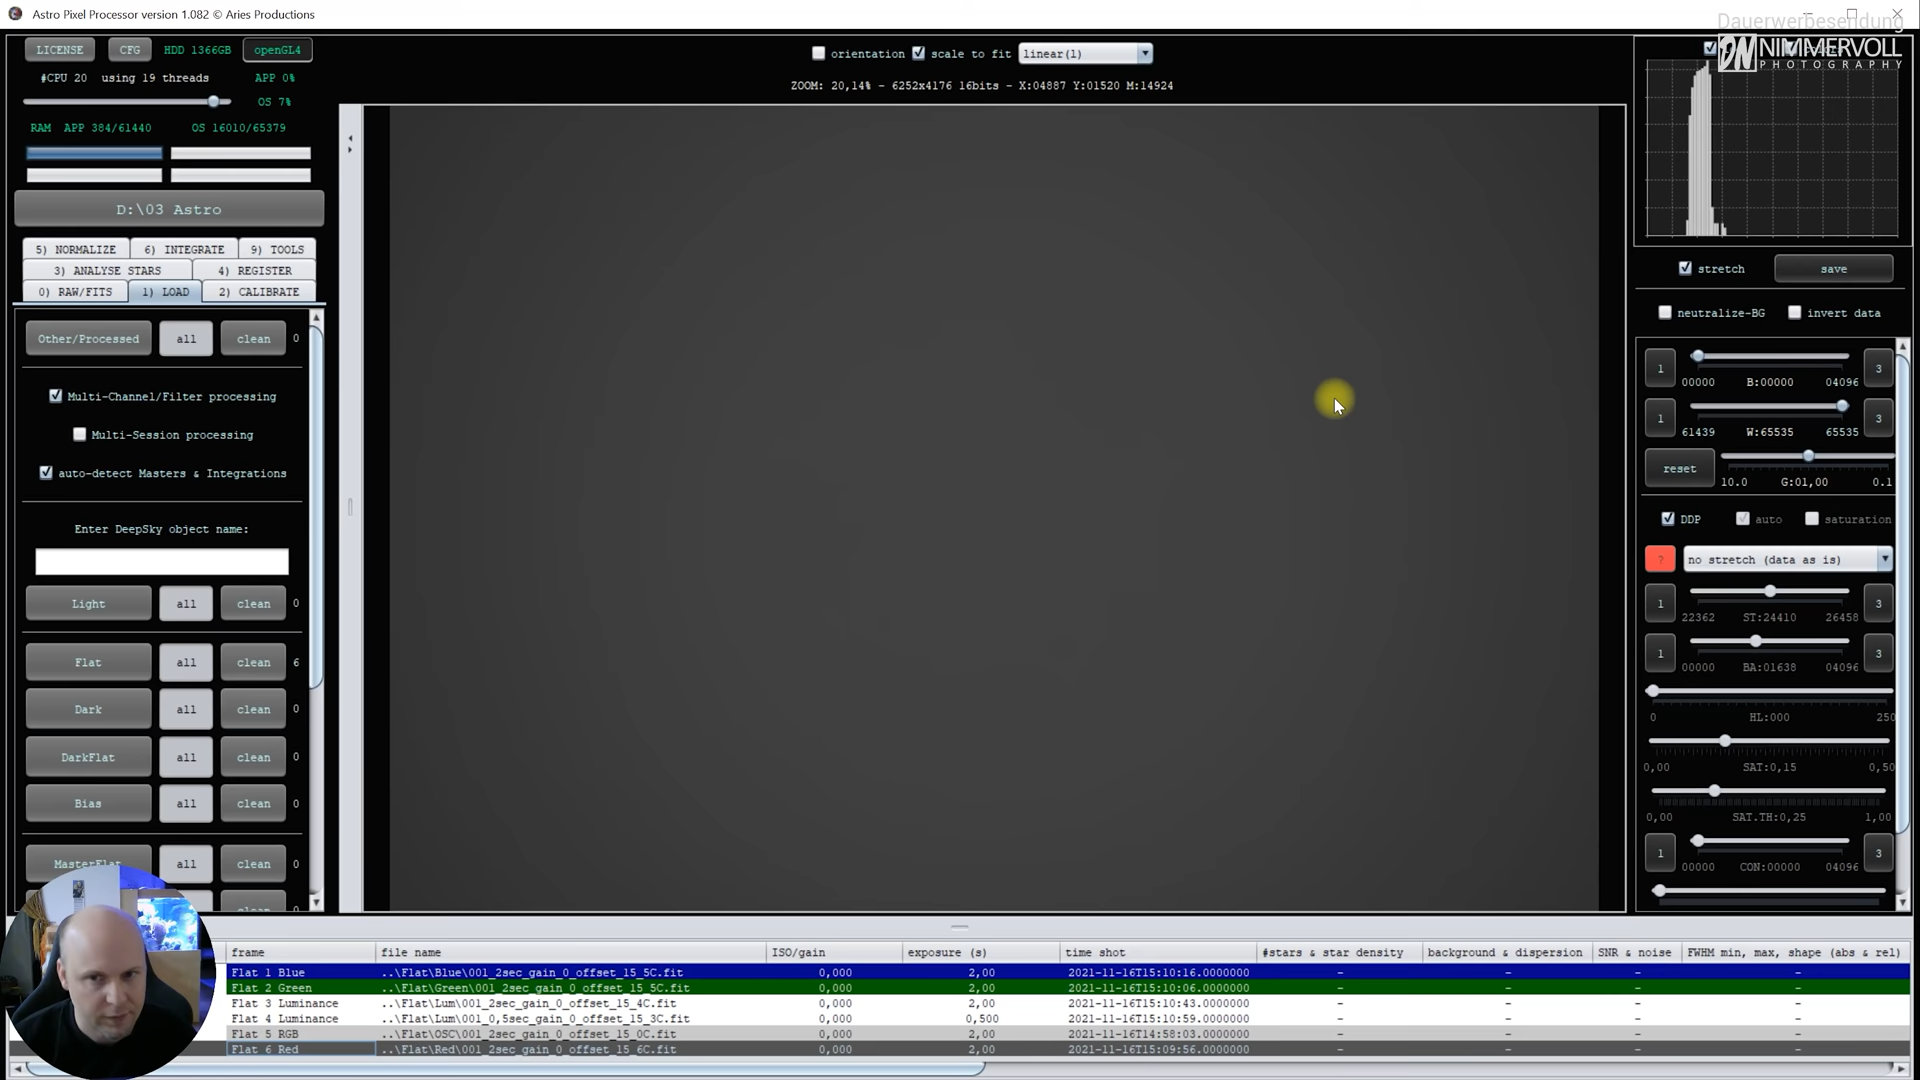 Astro Pixel Processor version 1.082 © Aries Productions
Dauerwerbesendung
DN NIMMERVOLL
PHOTOGRAPHY
LICENSE CFG HDD 1366GB openGL4
#CPU 20 using 19 threads APP 0%
OS 7%
RAM APP 384/61440 OS 16010/65379
D:\03 Astro
5) NORMALIZE 6) INTEGRATE 9) TOOLS
3) ANALYSE STARS 4) REGISTER
0) RAW/FITS 1) LOAD 2) CALIBRATE
Other/Processed all clean 0
Multi-Channel/Filter processing
Multi-Session processing
auto-detect Masters & Integrations
Enter DeepSky object name:
Light all clean 0
Flat all clean 6
Dark all clean 0
DarkFlat all clean 0
Bias all clean 0
MasterFlat all clean 0
clean
orientation scale to fit linear(l)
ZOOM: 20,14% - 6252x4176 16bits - X:04887 Y:01520 M:14924
stretch save
neutralize-BG invert data
1 3
00000 B:00000 04096
1 3
61439 W:65535 65535
reset
10.0 G:01,00 0.1
DDP auto saturation
? no stretch (data as is)
1 3
22362 ST:24410 26458
1 3
00000 BA:01638 04096
0 HL:000 250
0,00 SAT:0,15 0,50
0,00 SAT.TH:0,25 1,00
1 3
00000 CON:00000 04096
frame file name ISO/gain exposure (s) time shot #stars & star density background & dispersion SNR & noise FWHM min, max, shape (abs & rel)
Flat 1 Blue ..\Flat\Blue\001_2sec_gain_0_offset_15_5C.fit 0,000 2,00 2021-11-16T15:10:16.0000000 - - - -
Flat 2 Green ..\Flat\Green\001_2sec_gain_0_offset_15_5C.fit 0,000 2,00 2021-11-16T15:10:06.0000000 - - - -
Flat 3 Luminance ..\Flat\Lum\001_2sec_gain_0_offset_15_4C.fit 0,000 2,00 2021-11-16T15:10:43.0000000 - - - -
Flat 4 Luminance ..\Flat\Lum\001_0,5sec_gain_0_offset_15_3C.fit 0,000 0,500 2021-11-16T15:10:59.0000000 - - - -
Flat 5 RGB ..\Flat\OSC\001_2sec_gain_0_offset_15_0C.fit 0,000 2,00 2021-11-16T14:58:03.0000000 - - - -
Flat 6 Red ..\Flat\Red\001_2sec_gain_0_offset_15_6C.fit 0,000 2,00 2021-11-16T15:09:56.0000000 - - - -